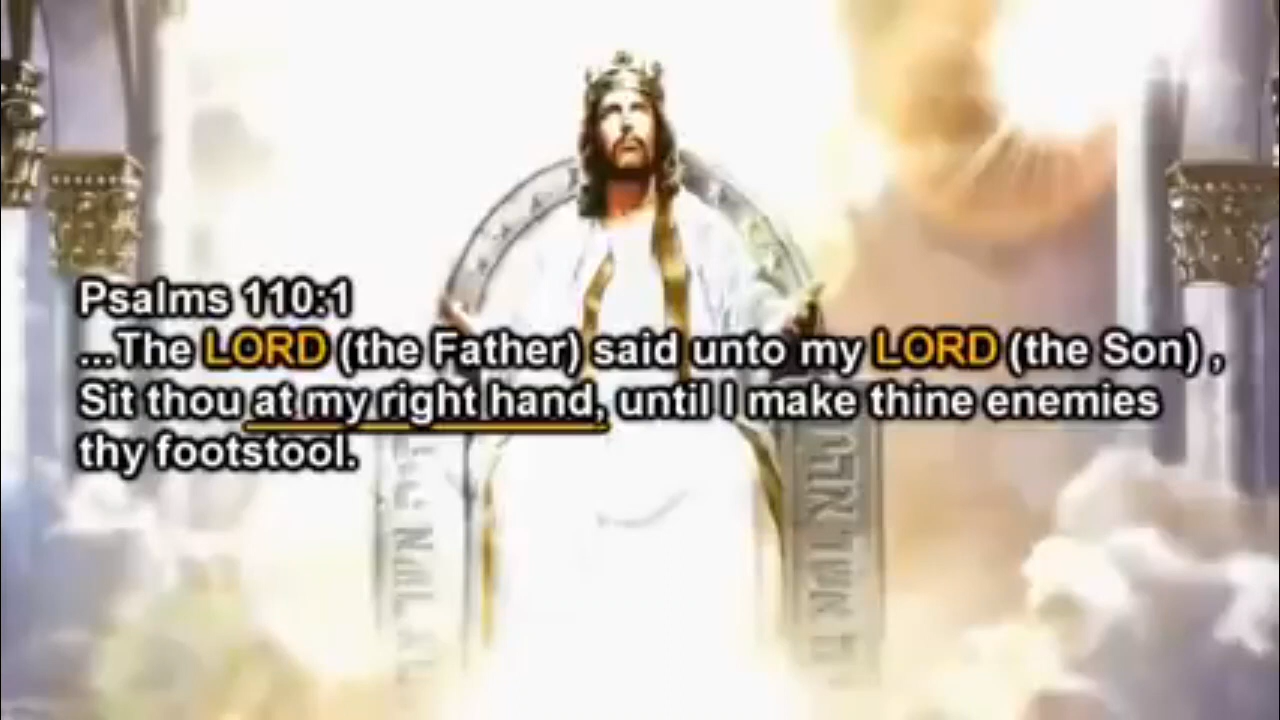 Psalms 110:1
...The LORD (the Father) said unto my LORD (the Son) ,
Sit thou at my right hand, until I make thine enemies
thy footstool.